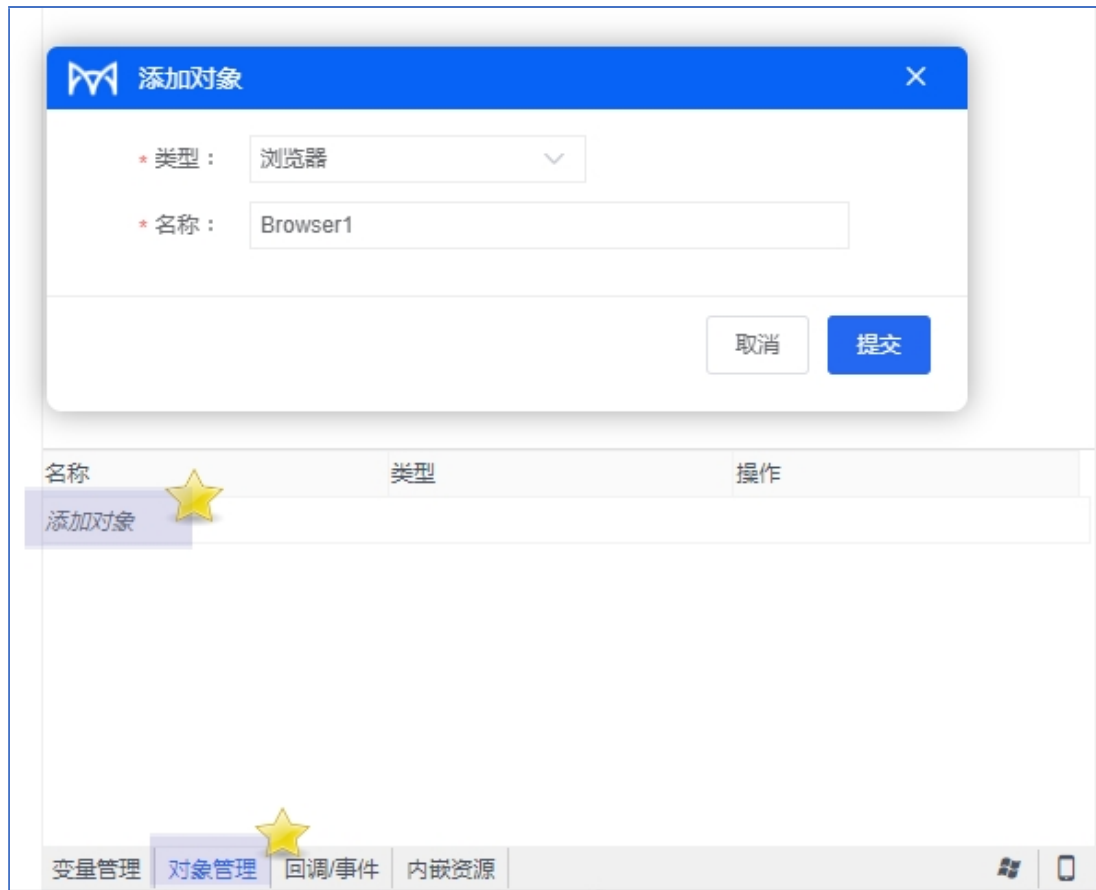 添加对象
* 类型： 浏览器
* 名称： Browser1
取消 提交
名称 类型 操作
添加对象
变量管理 对象管理 回调/事件 内嵌资源